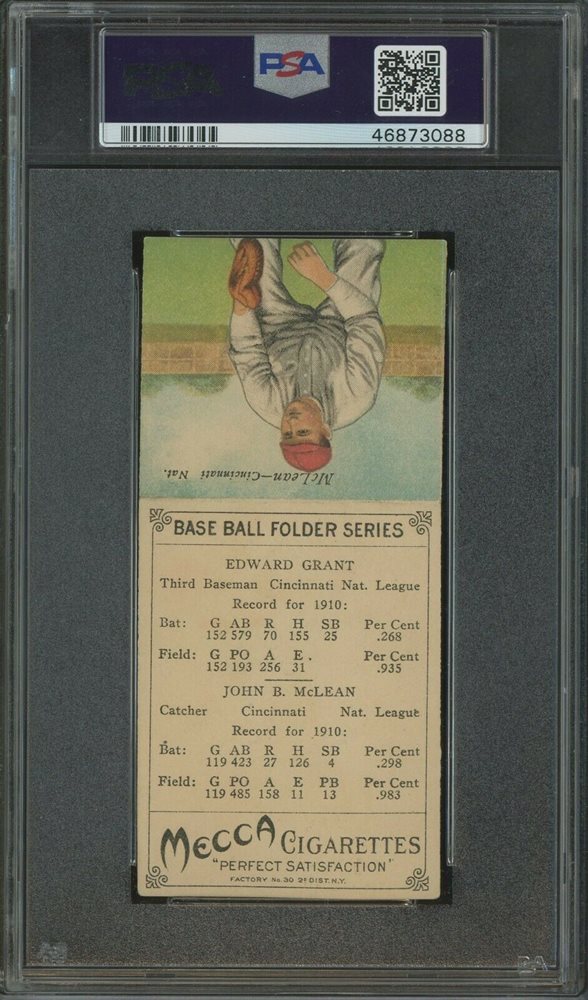 PSA
46873088
McLean—Cincinnati Nat.
BASE BALL FOLDER SERIES
EDWARD GRANT
Third Baseman Cincinnati Nat. League
Record for 1910:
Bat: G AB R H SB Per Cent
152 579 70 155 25 .268
Field: G PO A E. Per Cent
152 193 256 31 .935
JOHN B. McLEAN
Catcher Cincinnati Nat. League
Record for 1910:
Bat: G AB R H SB Per Cent
119 423 27 126 4 .298
Field: G PO A E PB Per Cent
119 485 158 11 13 .983
MECCA CIGARETTES
"PERFECT SATISFACTION"
FACTORY No. 30 2D DIST. N.Y.